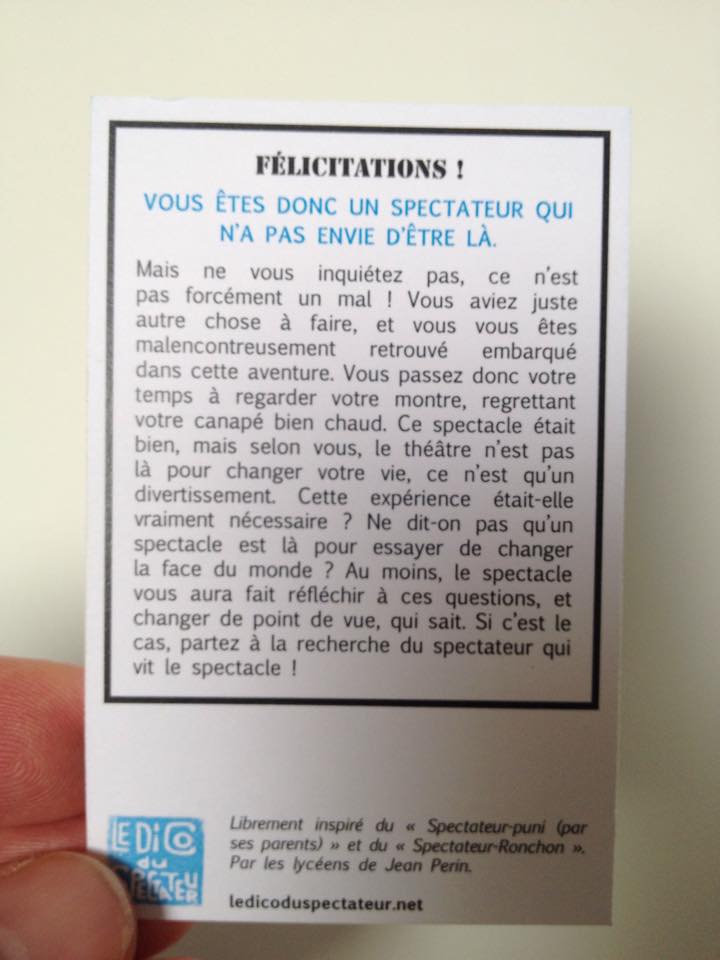 FÉLICITATIONS !
VOUS ÊTES DONC UN SPECTATEUR QUI
N'A PAS ENVIE D'ÊTRE LÀ.
Mais ne vous inquiétez pas, ce n'est
pas forcément un mal ! Vous aviez juste
autre chose à faire, et vous vous êtes
malencontreusement retrouvé embarqué
dans cette aventure. Vous passez donc votre
temps à regarder votre montre, regrettant
votre canapé bien chaud. Ce spectacle était
bien, mais selon vous, le théâtre n'est pas
là pour changer votre vie, ce n'est qu'un
divertissement. Cette expérience était-elle
vraiment nécessaire ? Ne dit-on pas qu'un
spectacle est là pour essayer de changer
la face du monde ? Au moins, le spectacle
vous aura fait réfléchir à ces questions, et
changer de point de vue, qui sait. Si c'est le
cas, partez à la recherche du spectateur qui
vit le spectacle !
LE DiCO
du
SPECTATEUR
Librement inspiré du « Spectateur-puni (par
ses parents) » et du « Spectateur-Ronchon ».
Par les lycéens de Jean Perin.
ledicoduspectateur.net